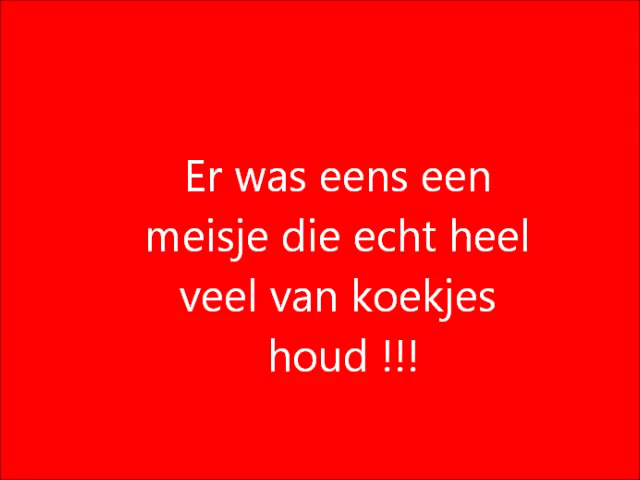 Er was eens een
meisje die echt heel
veel van koekjes
houd !!!